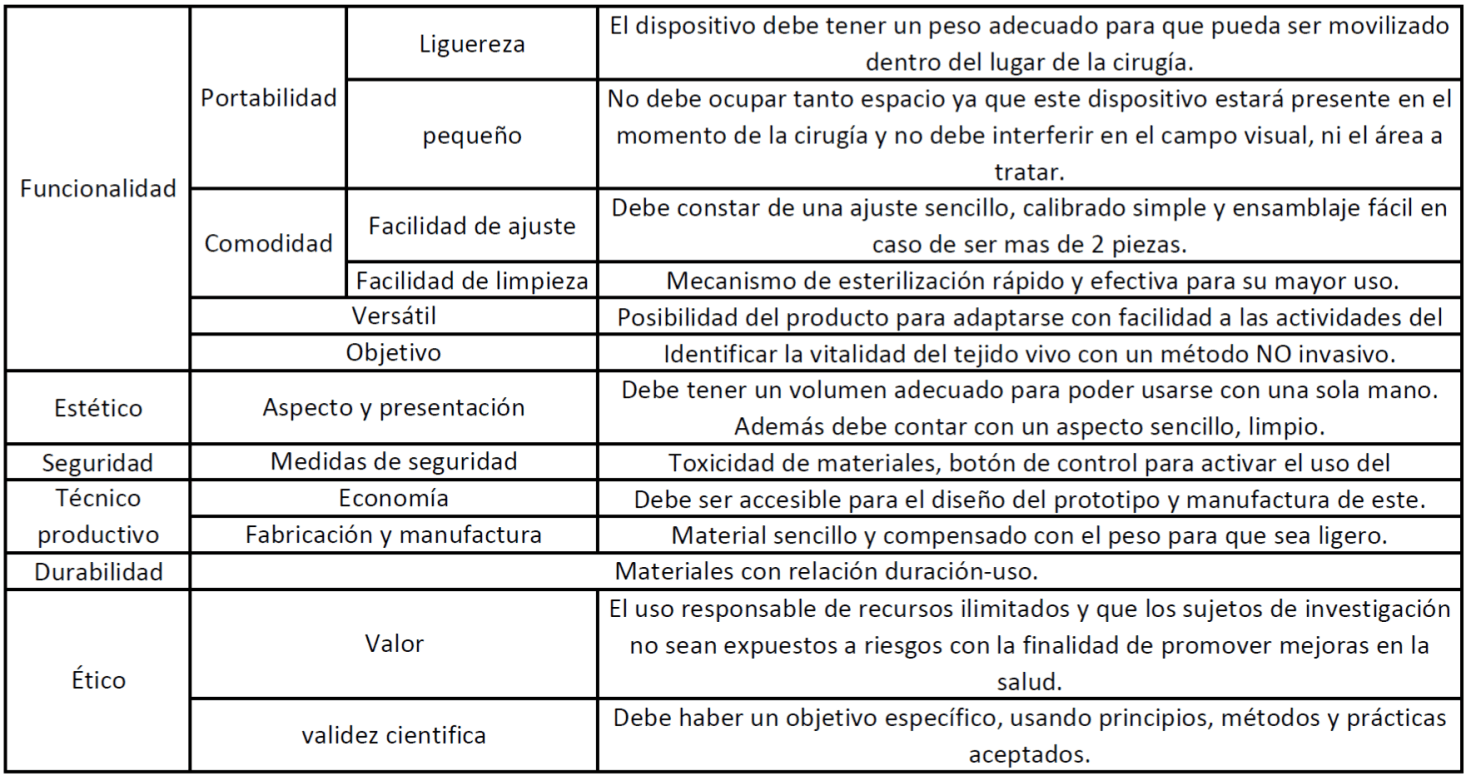 Funcionalidad
Portabilidad
Liguereza
El dispositivo debe tener un peso adecuado para que pueda ser movilizado
dentro del lugar de la cirugía.
pequeño
No debe ocupar tanto espacio ya que este dispositivo estará presente en el
momento de la cirugía y no debe interferir en el campo visual, ni el área a
tratar.
Comodidad
Facilidad de ajuste
Debe constar de una ajuste sencillo, calibrado simple y ensamblaje fácil en
caso de ser mas de 2 piezas.
Facilidad de limpieza
Mecanismo de esterilización rápido y efectiva para su mayor uso.
Versátil
Posibilidad del producto para adaptarse con facilidad a las actividades del
Objetivo
Identificar la vitalidad del tejido vivo con un método NO invasivo.
Estético
Aspecto y presentación
Debe tener un volumen adecuado para poder usarse con una sola mano.
Además debe contar con un aspecto sencillo, limpio.
Seguridad
Medidas de seguridad
Toxicidad de materiales, botón de control para activar el uso del
Técnico
productivo
Economía
Debe ser accesible para el diseño del prototipo y manufactura de este.
Fabricación y manufactura
Material sencillo y compensado con el peso para que sea ligero.
Durabilidad
Materiales con relación duración-uso.
Ético
Valor
El uso responsable de recursos ilimitados y que los sujetos de investigación
no sean expuestos a riesgos con la finalidad de promover mejoras en la
salud.
validez cientifica
Debe haber un objetivo específico, usando principios, métodos y prácticas
aceptados.